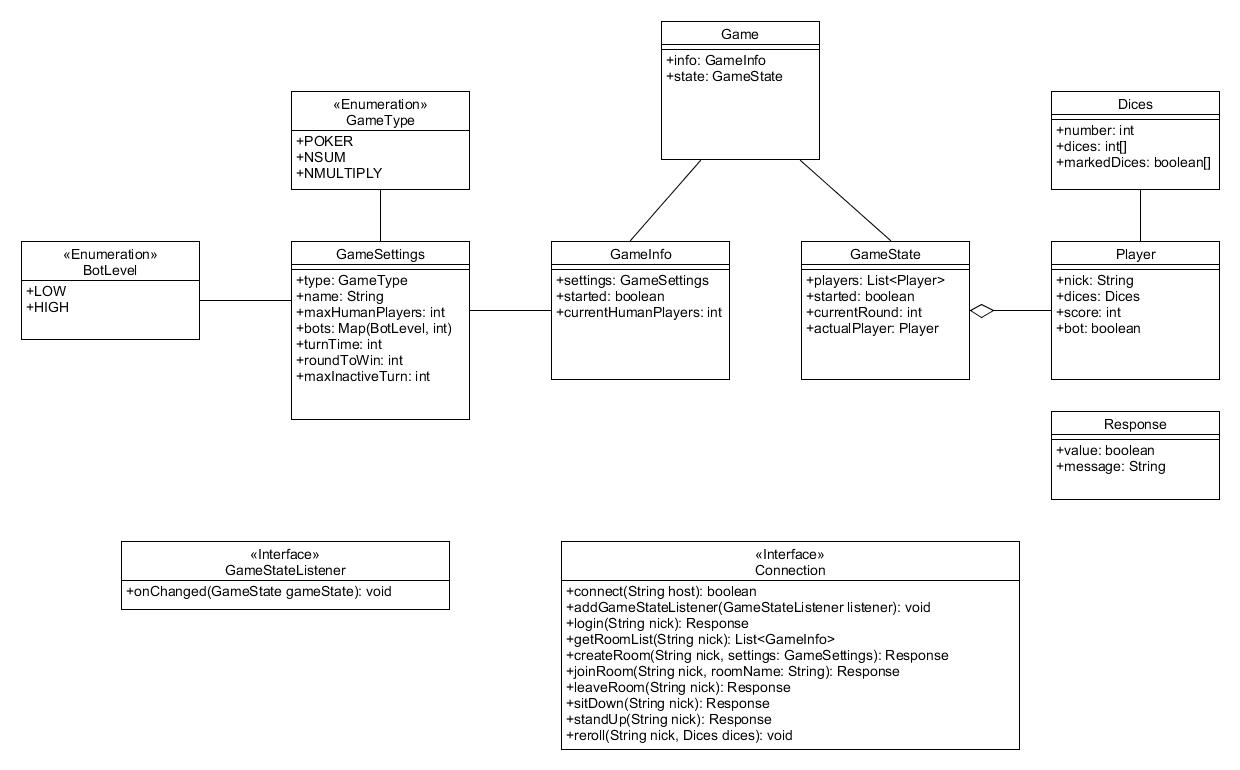 Game
+info: GameInfo
+state: GameState
«Enumeration»
GameType
+POKER
+NSUM
+NMULTIPLY
Dices
+number: int
+dices: int[]
+markedDices: boolean[]
«Enumeration»
BotLevel
+LOW
+HIGH
GameSettings
+type: GameType
+name: String
+maxHumanPlayers: int
+bots: Map(BotLevel, int)
+turnTime: int
+roundToWin: int
+maxInactiveTurn: int
GameInfo
+settings: GameSettings
+started: boolean
+currentHumanPlayers: int
GameState
+players: List<Player>
+started: boolean
+currentRound: int
+actualPlayer: Player
Player
+nick: String
+dices: Dices
+score: int
+bot: boolean
Response
+value: boolean
+message: String
«Interface»
GameStateListener
+onChanged(GameState gameState): void
«Interface»
Connection
+connect(String host): boolean
+addGameStateListener(GameStateListener listener): void
+login(String nick): Response
+getRoomList(String nick): List<GameInfo>
+createRoom(String nick, settings: GameSettings): Response
+joinRoom(String nick, roomName: String): Response
+leaveRoom(String nick): Response
+sitDown(String nick): Response
+standUp(String nick): Response
+reroll(String nick, Dices dices): void